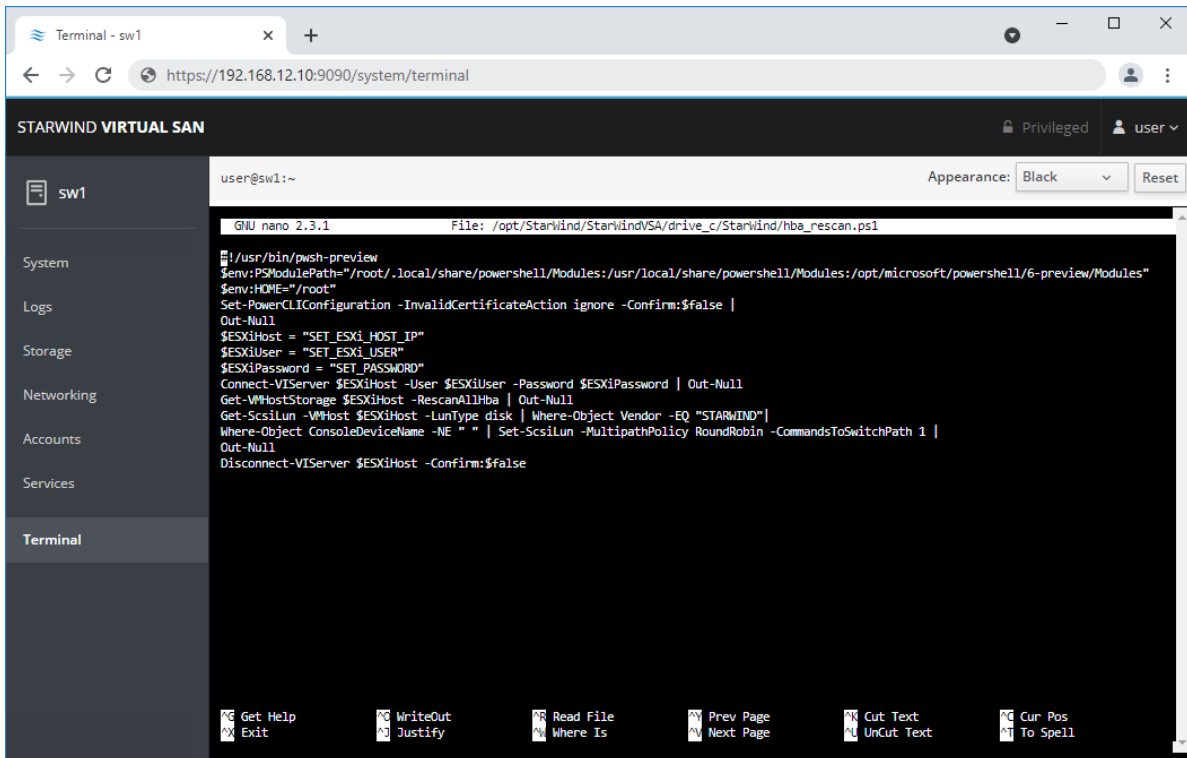 Terminal - sw1
https://192.168.12.10:9090/system/terminal
STARWIND VIRTUAL SAN
Privileged
user
sw1
System
Logs
Storage
Networking
Accounts
Services
Terminal
user@sw1:~
Appearance: Black
Reset
GNU nano 2.3.1 File: /opt/StarWind/StarWindVSA/drive_c/StarWind/hba_rescan.ps1
#!/usr/bin/pwsh-preview
$env:PSModulePath="/root/.local/share/powershell/Modules:/usr/local/share/powershell/Modules:/opt/microsoft/powershell/6-preview/Modules"
$env:HOME="/root"
Set-PowerCLIConfiguration -InvalidCertificateAction ignore -Confirm:$false |
Out-Null
$ESXiHost = "SET_ESXi_HOST_IP"
$ESXiUser = "SET_ESXi_USER"
$ESXiPassword = "SET_PASSWORD"
Connect-VIServer $ESXiHost -User $ESXiUser -Password $ESXiPassword | Out-Null
Get-VMHostStorage $ESXiHost -RescanAllHba | Out-Null
Get-ScsiLun -VMHost $ESXiHost -LunType disk | Where-Object Vendor -EQ "STARWIND"|
Where-Object ConsoleDeviceName -NE " " | Set-ScsiLun -MultipathPolicy RoundRobin -CommandsToSwitchPath 1 |
Out-Null
Disconnect-VIServer $ESXiHost -Confirm:$false
^G Get Help ^O WriteOut ^R Read File ^Y Prev Page ^K Cut Text ^C Cur Pos
^X Exit ^J Justify ^W Where Is ^V Next Page ^U UnCut Text ^T To Spell